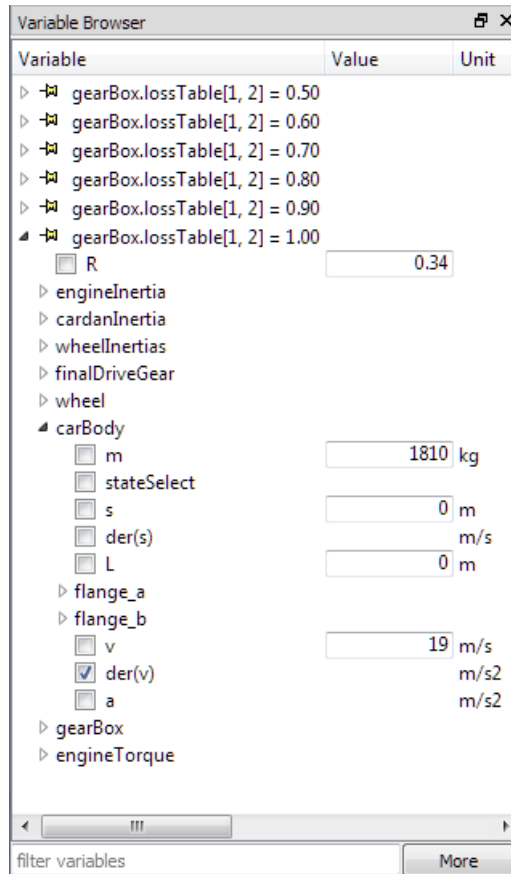 Variable Browser
Variable Value Unit
gearBox.lossTable[1, 2] = 0.50
gearBox.lossTable[1, 2] = 0.60
gearBox.lossTable[1, 2] = 0.70
gearBox.lossTable[1, 2] = 0.80
gearBox.lossTable[1, 2] = 0.90
gearBox.lossTable[1, 2] = 1.00
R 0.34
engineInertia
cardanInertia
wheelInertias
finalDriveGear
wheel
carBody
m 1810 kg
stateSelect
s 0 m
der(s) m/s
L 0 m
flange_a
flange_b
v 19 m/s
der(v) m/s2
a m/s2
gearBox
engineTorque
filter variables More